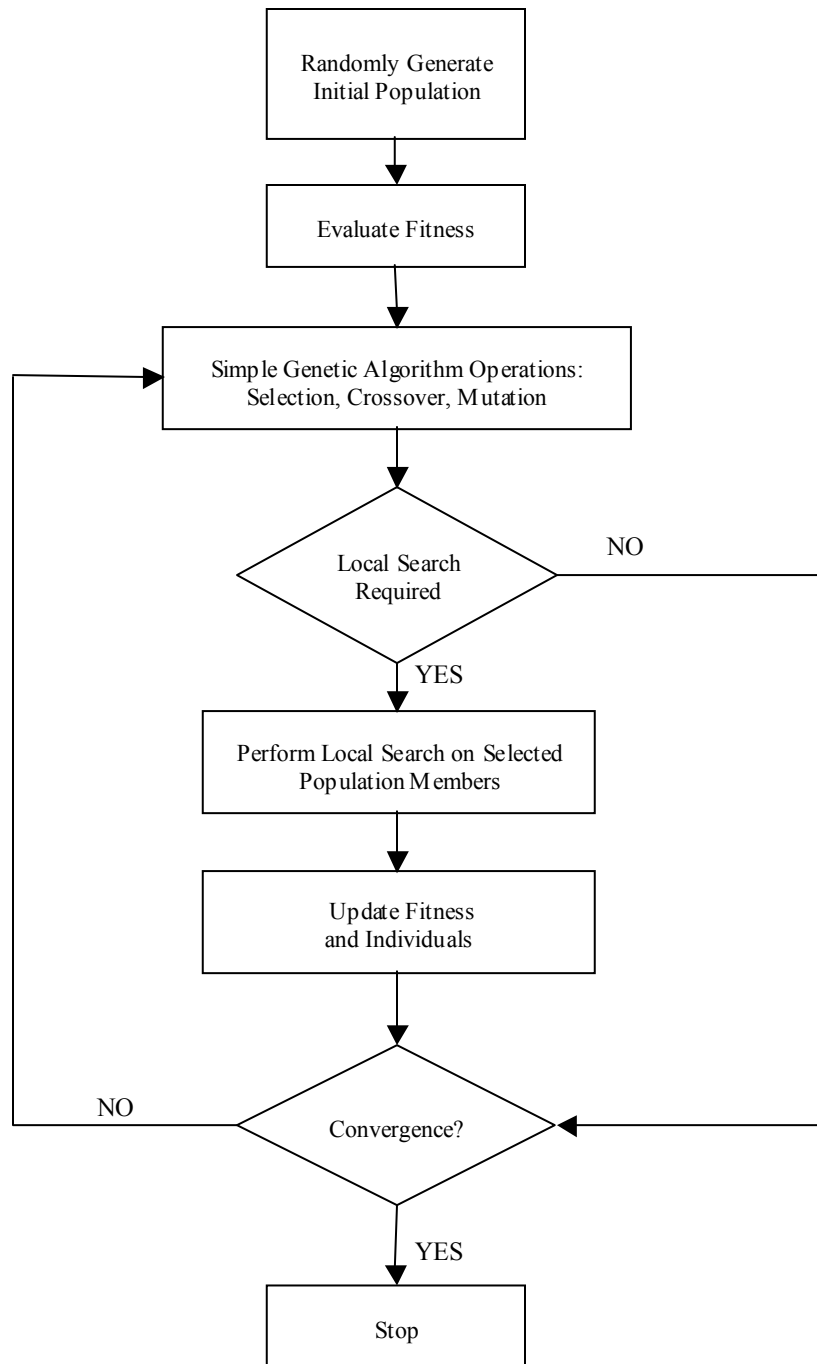 Randomly Generate
Initial Population
Evaluate Fitness
Simple Genetic Algorithm Operations:
Selection, Crossover, Mutation
Local Search
Required
NO
YES
Perform Local Search on Selected
Population Members
Update Fitness
and Individuals
NO
Convergence?
YES
Stop